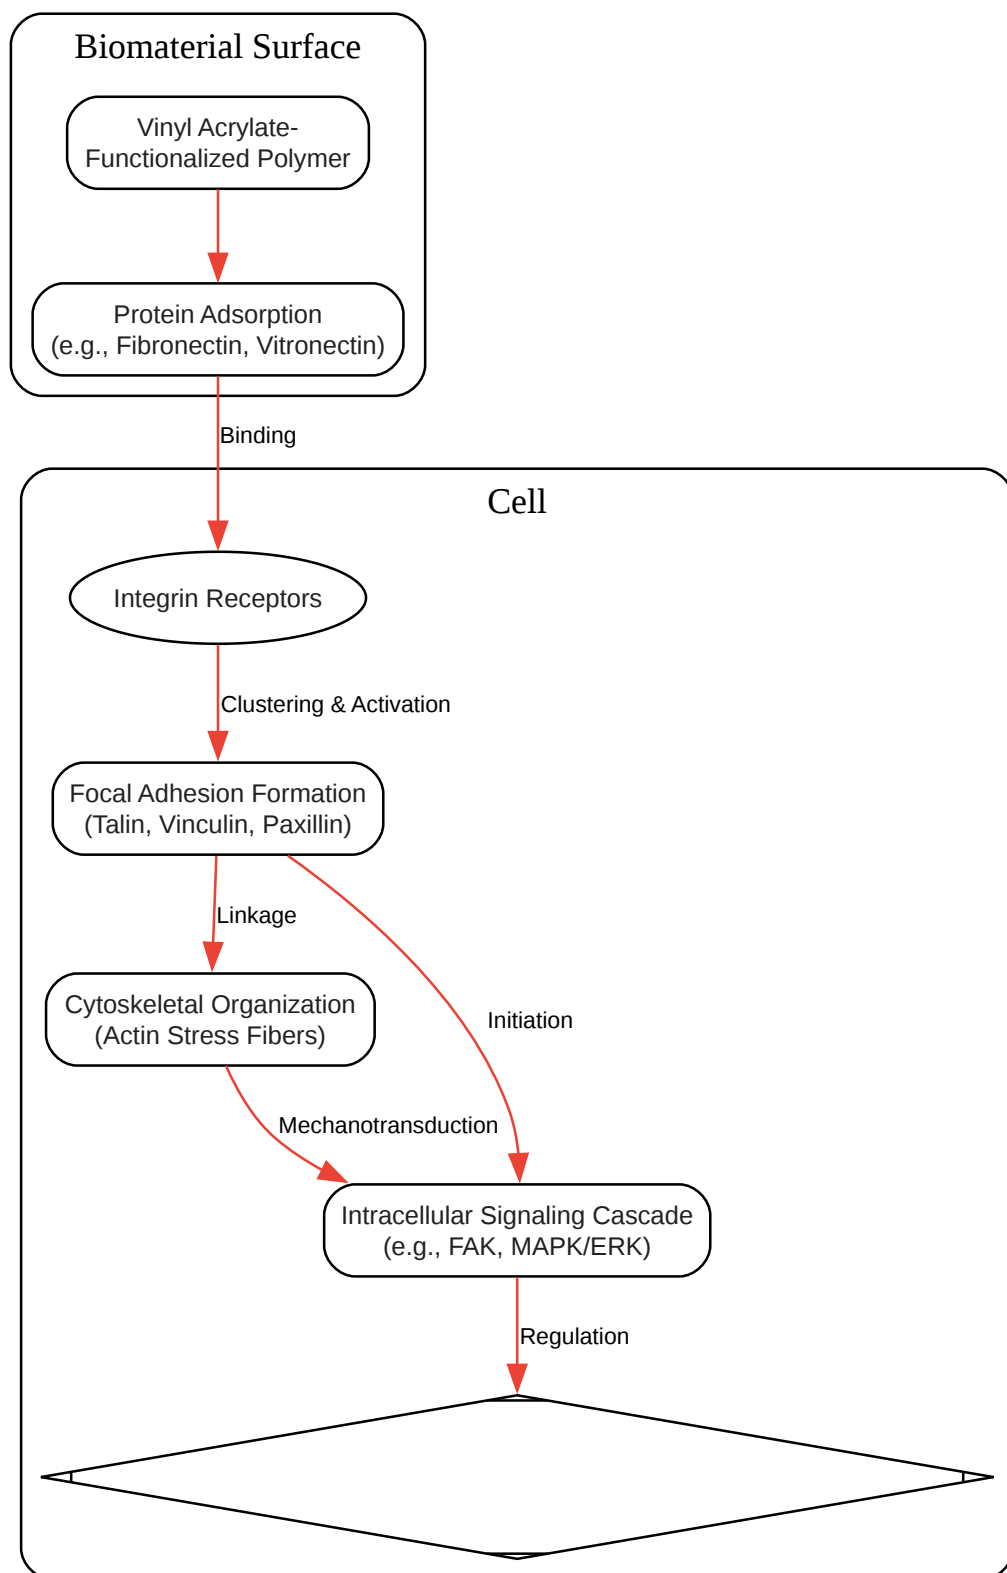 Biomaterial Surface
Vinyl Acrylate-
Functionalized Polymer
Protein Adsorption
(e.g., Fibronectin, Vitronectin)
Binding
Cell
Integrin Receptors
Clustering & Activation
Focal Adhesion Formation
(Talin, Vinculin, Paxillin)
Linkage
Cytoskeletal Organization
(Actin Stress Fibers)
Initiation
Mechanotransduction
Intracellular Signaling Cascade
(e.g., FAK, MAPK/ERK)
Regulation